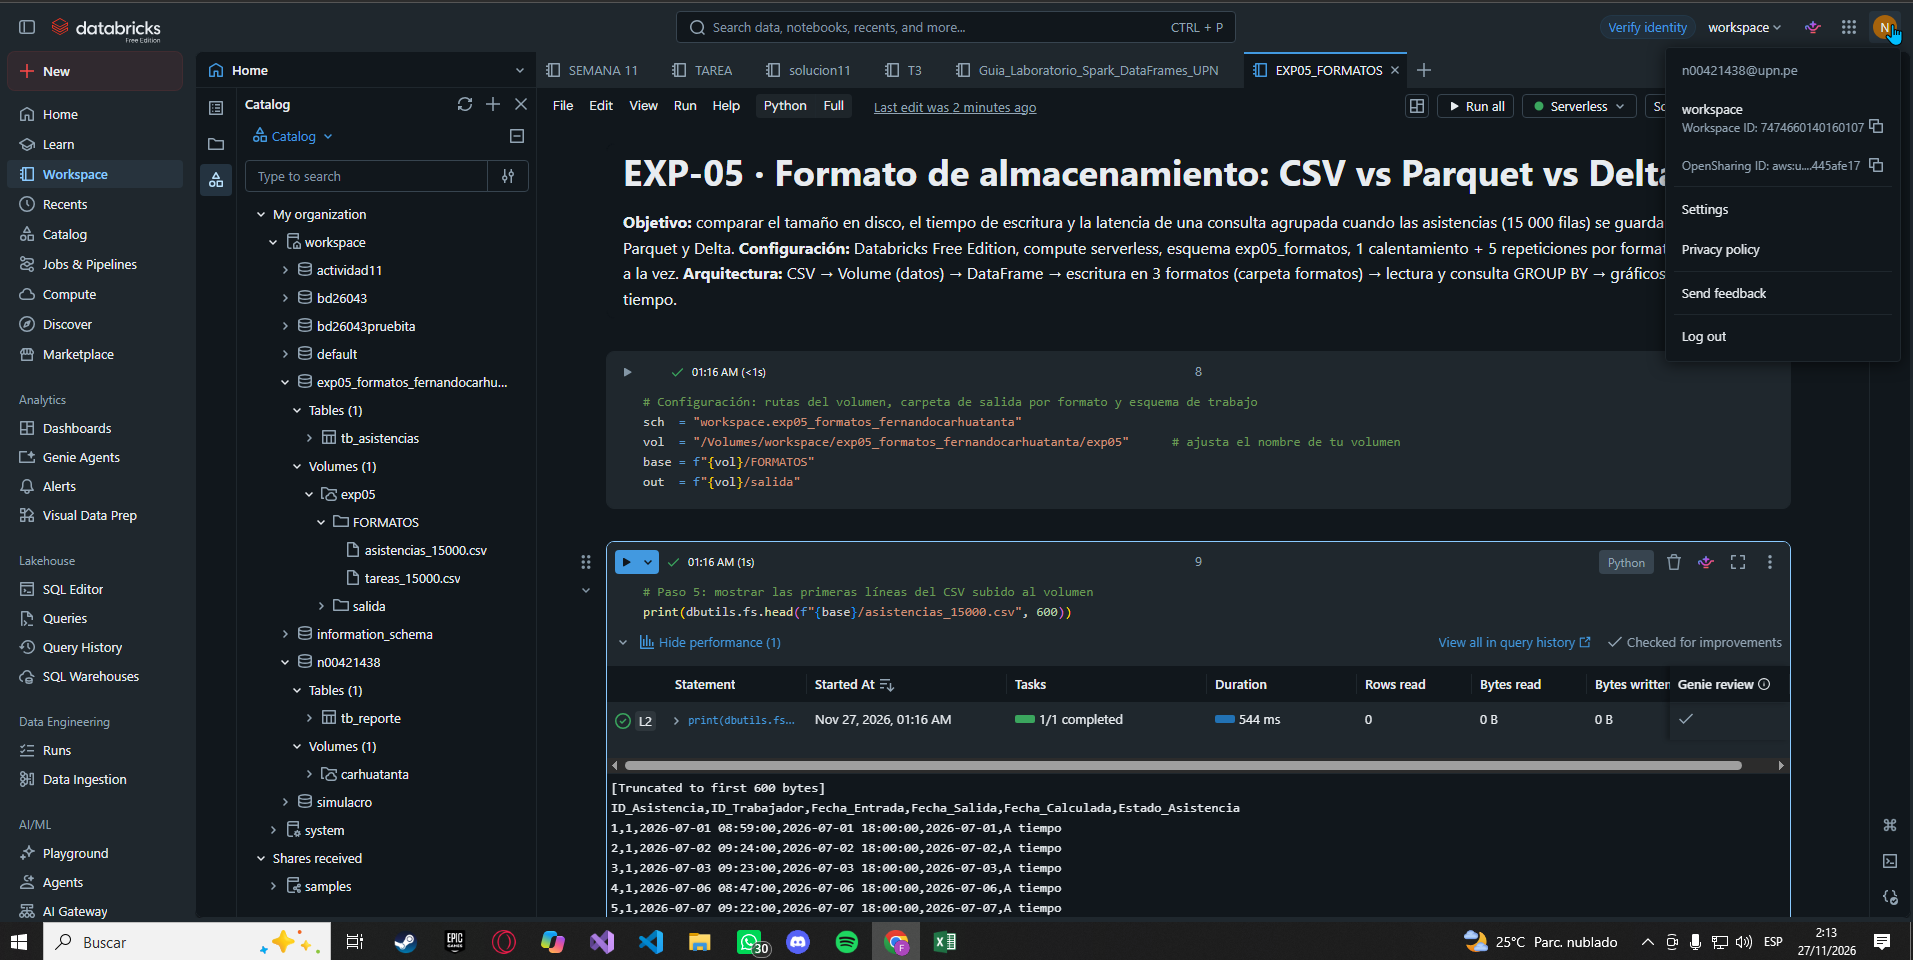 databricks
Free Edition
Search data, notebooks, recents, and more...
CTRL + P
Verify identity
workspace
N
New
Home
Learn
Workspace
Recents
Catalog
Jobs & Pipelines
Compute
Discover
Marketplace
Analytics
Dashboards
Genie Agents
Alerts
Visual Data Prep
Lakehouse
SQL Editor
Queries
Query History
SQL Warehouses
Data Engineering
Runs
Data Ingestion
AI/ML
Playground
Agents
AI Gateway
Home
Catalog
Catalog
Type to search
My organization
workspace
actividad11
bd26043
bd26043pruebita
default
exp05_formatos_fernandocarhu...
Tables (1)
tb_asistencias
Volumes (1)
exp05
FORMATOS
asistencias_15000.csv
tareas_15000.csv
salida
information_schema
n00421438
Tables (1)
tb_reporte
Volumes (1)
carhuatanta
simulacro
system
Shares received
samples
SEMANA 11
TAREA
solucion11
T3
Guia_Laboratorio_Spark_DataFrames_UPN
EXP05_FORMATOS
File Edit View Run Help Python Full Last edit was 2 minutes ago
Run all
Serverless
Sc
EXP-05 · Formato de almacenamiento: CSV vs Parquet vs Delta
Objetivo: comparar el tamaño en disco, el tiempo de escritura y la latencia de una consulta agrupada cuando las asistencias (15 000 filas) se guarda
Parquet y Delta. Configuración: Databricks Free Edition, compute serverless, esquema exp05_formatos, 1 calentamiento + 5 repeticiones por format
a la vez. Arquitectura: CSV → Volume (datos) → DataFrame → escritura en 3 formatos (carpeta formatos) → lectura y consulta GROUP BY → gráficos
tiempo.
01:16 AM (<1s)
8
# Configuración: rutas del volumen, carpeta de salida por formato y esquema de trabajo
sch = "workspace.exp05_formatos_fernandocarhuatanta"
vol = "/Volumes/workspace/exp05_formatos_fernandocarhuatanta/exp05" # ajusta el nombre de tu volumen
base = f"{vol}/FORMATOS"
out = f"{vol}/salida"
01:16 AM (1s)
9
Python
# Paso 5: mostrar las primeras líneas del CSV subido al volumen
print(dbutils.fs.head(f"{base}/asistencias_15000.csv", 600))
Hide performance (1)
View all in query history
Checked for improvements
Statement Started At Tasks Duration Rows read Bytes read Bytes written Genie review
L2 print(dbutils.fs... Nov 27, 2026, 01:16 AM 1/1 completed 544 ms 0 0 B 0 B
[Truncated to first 600 bytes]
ID_Asistencia,ID_Trabajador,Fecha_Entrada,Fecha_Salida,Fecha_Calculada,Estado_Asistencia
1,1,2026-07-01 08:59:00,2026-07-01 18:00:00,2026-07-01,A tiempo
2,1,2026-07-02 09:24:00,2026-07-02 18:00:00,2026-07-02,A tiempo
3,1,2026-07-03 09:23:00,2026-07-03 18:00:00,2026-07-03,A tiempo
4,1,2026-07-06 08:47:00,2026-07-06 18:00:00,2026-07-06,A tiempo
5,1,2026-07-07 09:22:00,2026-07-07 18:00:00,2026-07-07,A tiempo
n00421438@upn.pe
workspace
Workspace ID: 7474660140160107
OpenSharing ID: aws:u....445afe17
Settings
Privacy policy
Send feedback
Log out
Buscar
EPIC GAMES
30
F
25°C Parc. nublado
ESP
2:13
27/11/2026